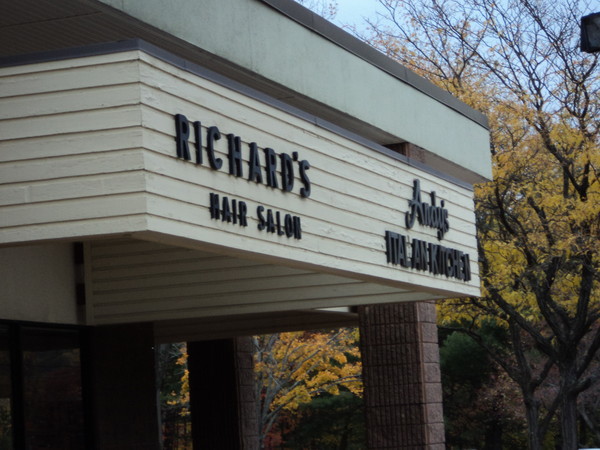 RICHARD'S
HAIR SALON
Andy's
ITALIAN KITCHEN